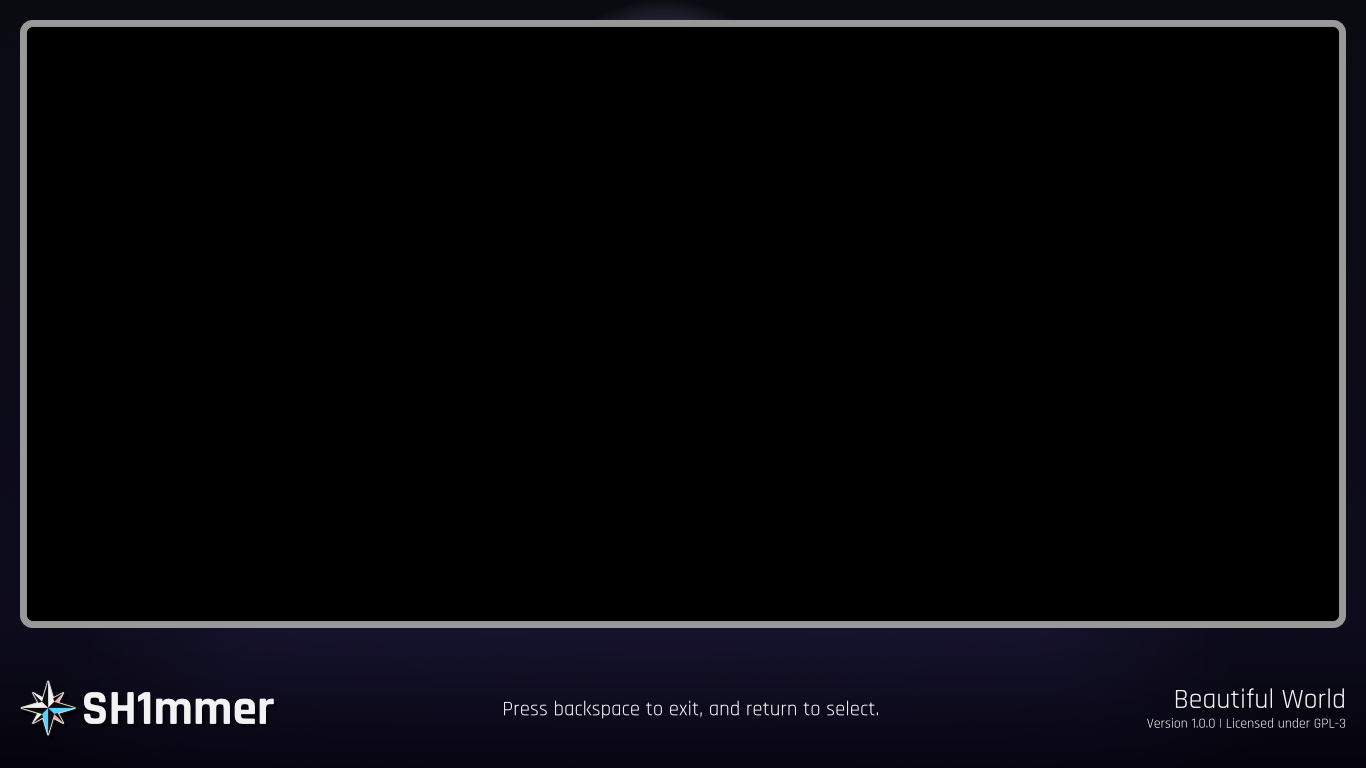 SH1mmer
Press backspace to exit, and return to select.
Beautiful World
Version 1.0.0 | Licensed under GPL-3